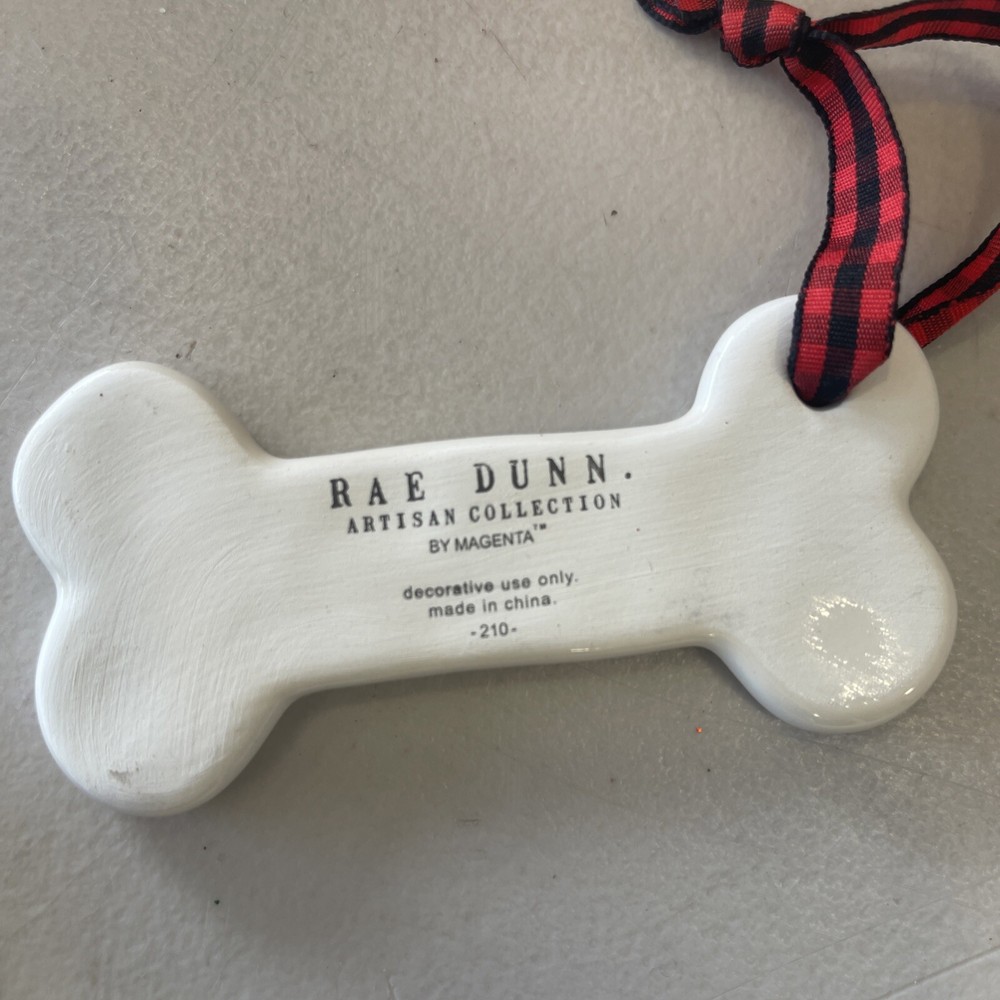 RAE DUNN.
ARTISAN COLLECTION
BY MAGENTA™
decorative use only.
made in china.
-210-